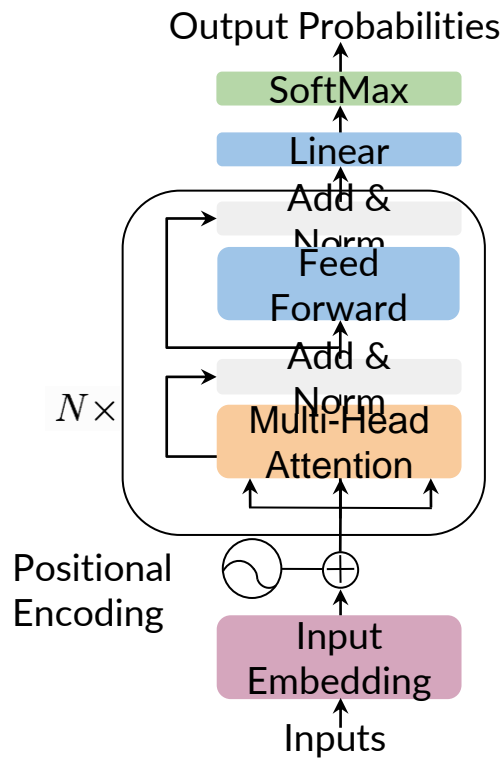 Output Probabilities
SoftMax
Linear
Add &
Norm
Feed
Forward
Add &
Norm
N×
Multi-Head
Attention
Positional
Encoding
Input
Embedding
Inputs